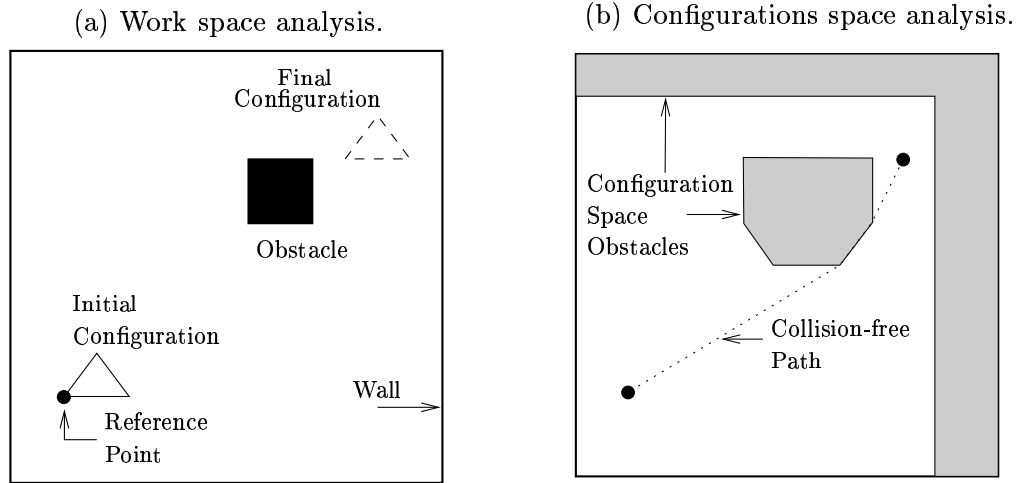 (a) Work space analysis.
Final
Configuration
Obstacle
Initial
Configuration
Wall
Reference
Point
(b) Configurations space analysis.
Configuration
Space
Obstacles
Collision-free
Path